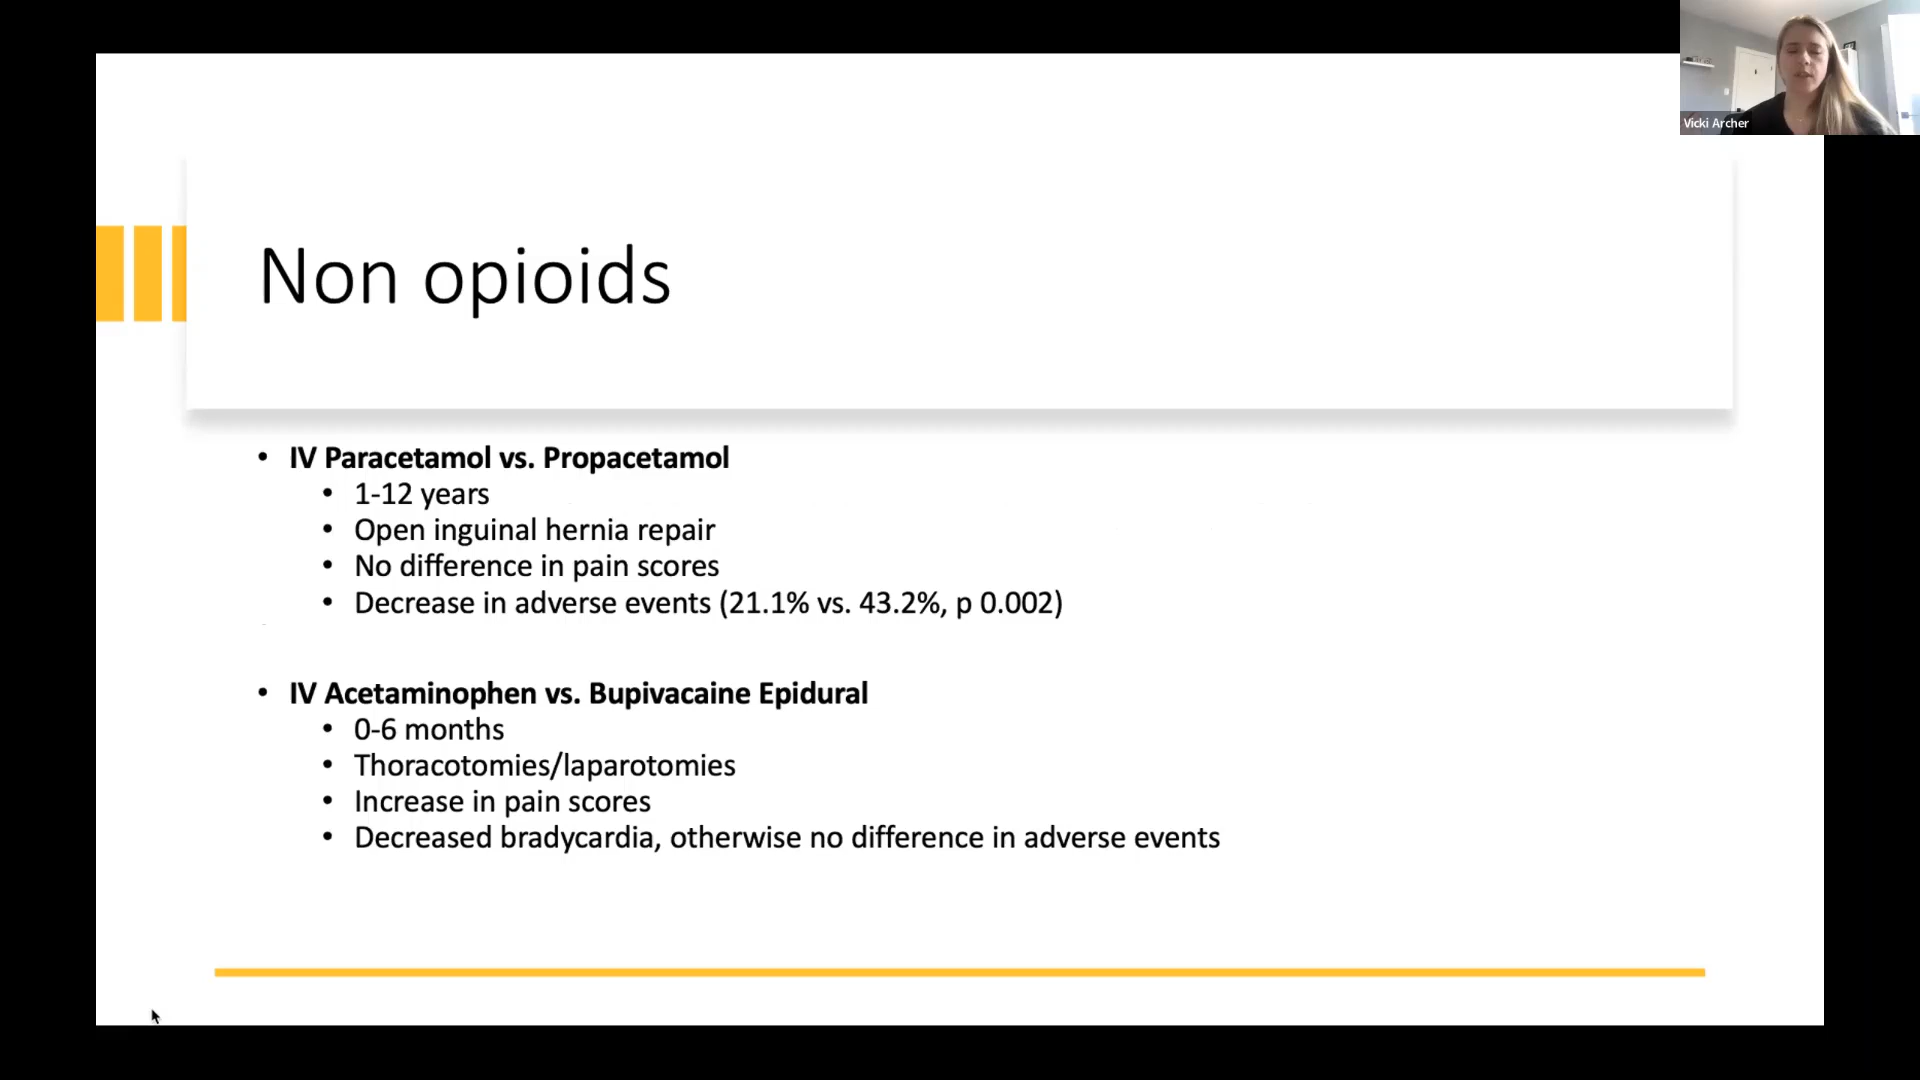 Vicki Archer
Non opioids
• IV Paracetamol vs. Propacetamol
• 1-12 years
• Open inguinal hernia repair
• No difference in pain scores
• Decrease in adverse events (21.1% vs. 43.2%, p 0.002)
• IV Acetaminophen vs. Bupivacaine Epidural
• 0-6 months
• Thoracotomies/laparotomies
• Increase in pain scores
• Decreased bradycardia, otherwise no difference in adverse events